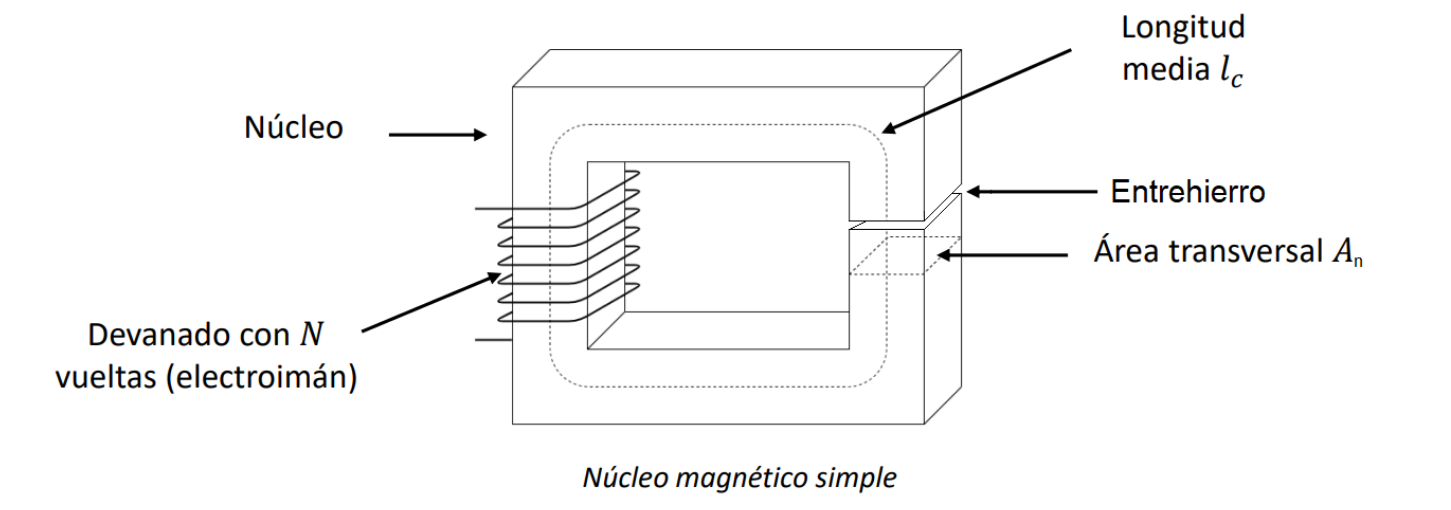 Longitud
media l_c
Núcleo
Entrehierro
Área transversal A_n
Devanado con N
vueltas (electroimán)
Núcleo magnético simple